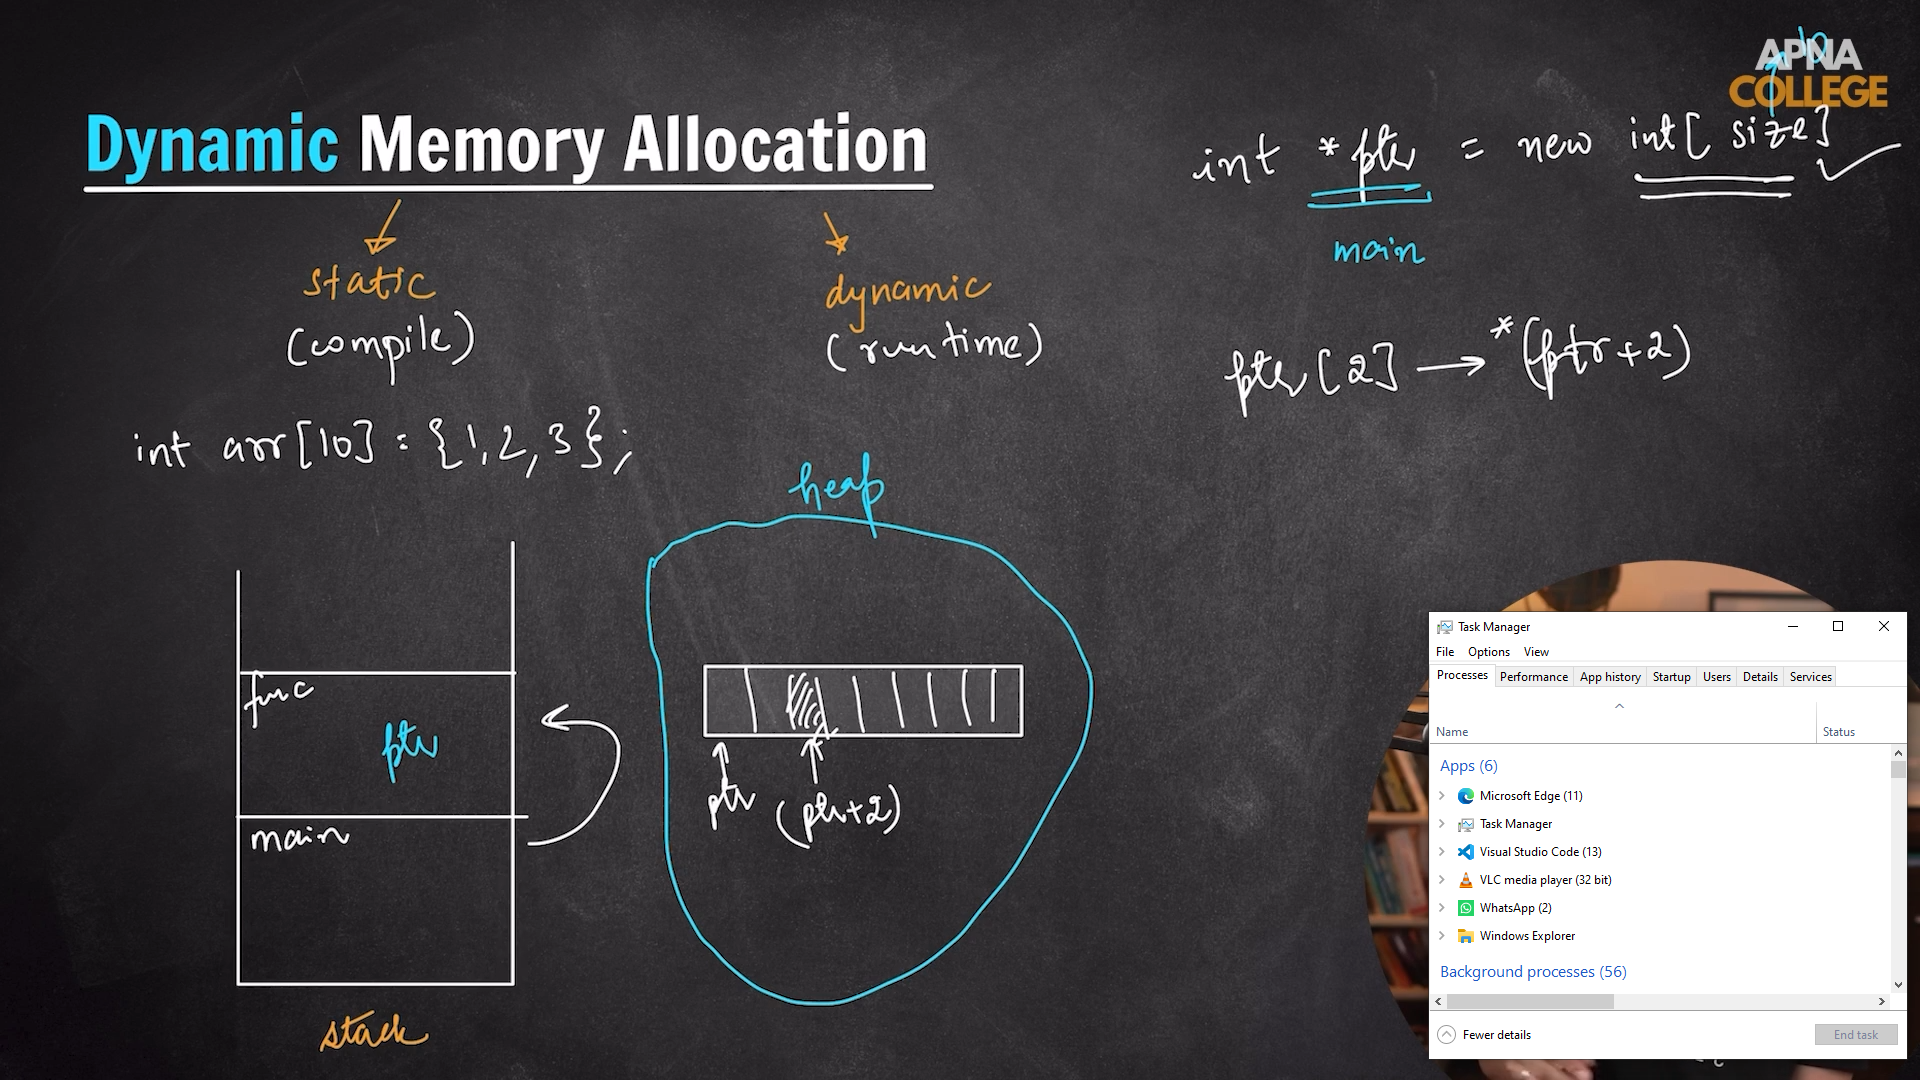 APNA
COLLEGE
10
Dynamic Memory Allocation
int *ptr = new int[size]
main
static
(compile)
dynamic
(runtime)
ptr[2] → *(ptr+2)
int arr[10] = {1,2,3};
heap
func
ptr
main
stack
ptr
(ptr+2)
Task Manager
File Options View
Processes Performance App history Startup Users Details Services
Name Status
Apps (6)
Microsoft Edge (11)
Task Manager
Visual Studio Code (13)
VLC media player (32 bit)
WhatsApp (2)
Windows Explorer
Background processes (56)
Fewer details End task